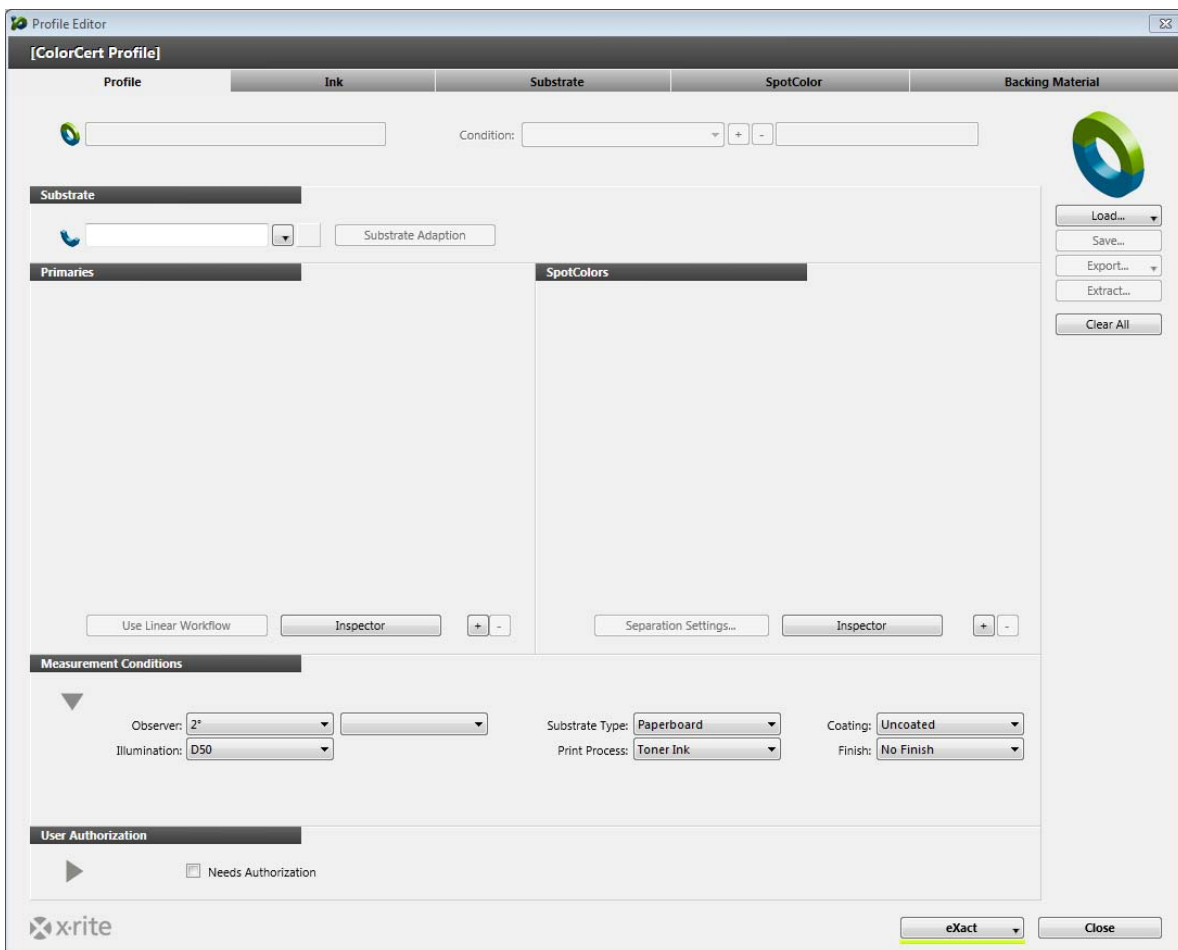 Profile Editor
[ColorCert Profile]
Profile Ink Substrate SpotColor Backing Material
Condition: + -
Substrate
Substrate Adaption
Load...
Save...
Export...
Extract...
Clear All
Primaries SpotColors
Use Linear Workflow Inspector + - Separation Settings... Inspector + -
Measurement Conditions
Observer: 2° Substrate Type: Paperboard Coating: Uncoated
Illumination: D50 Print Process: Toner Ink Finish: No Finish
User Authorization
Needs Authorization
x·rite eXact Close